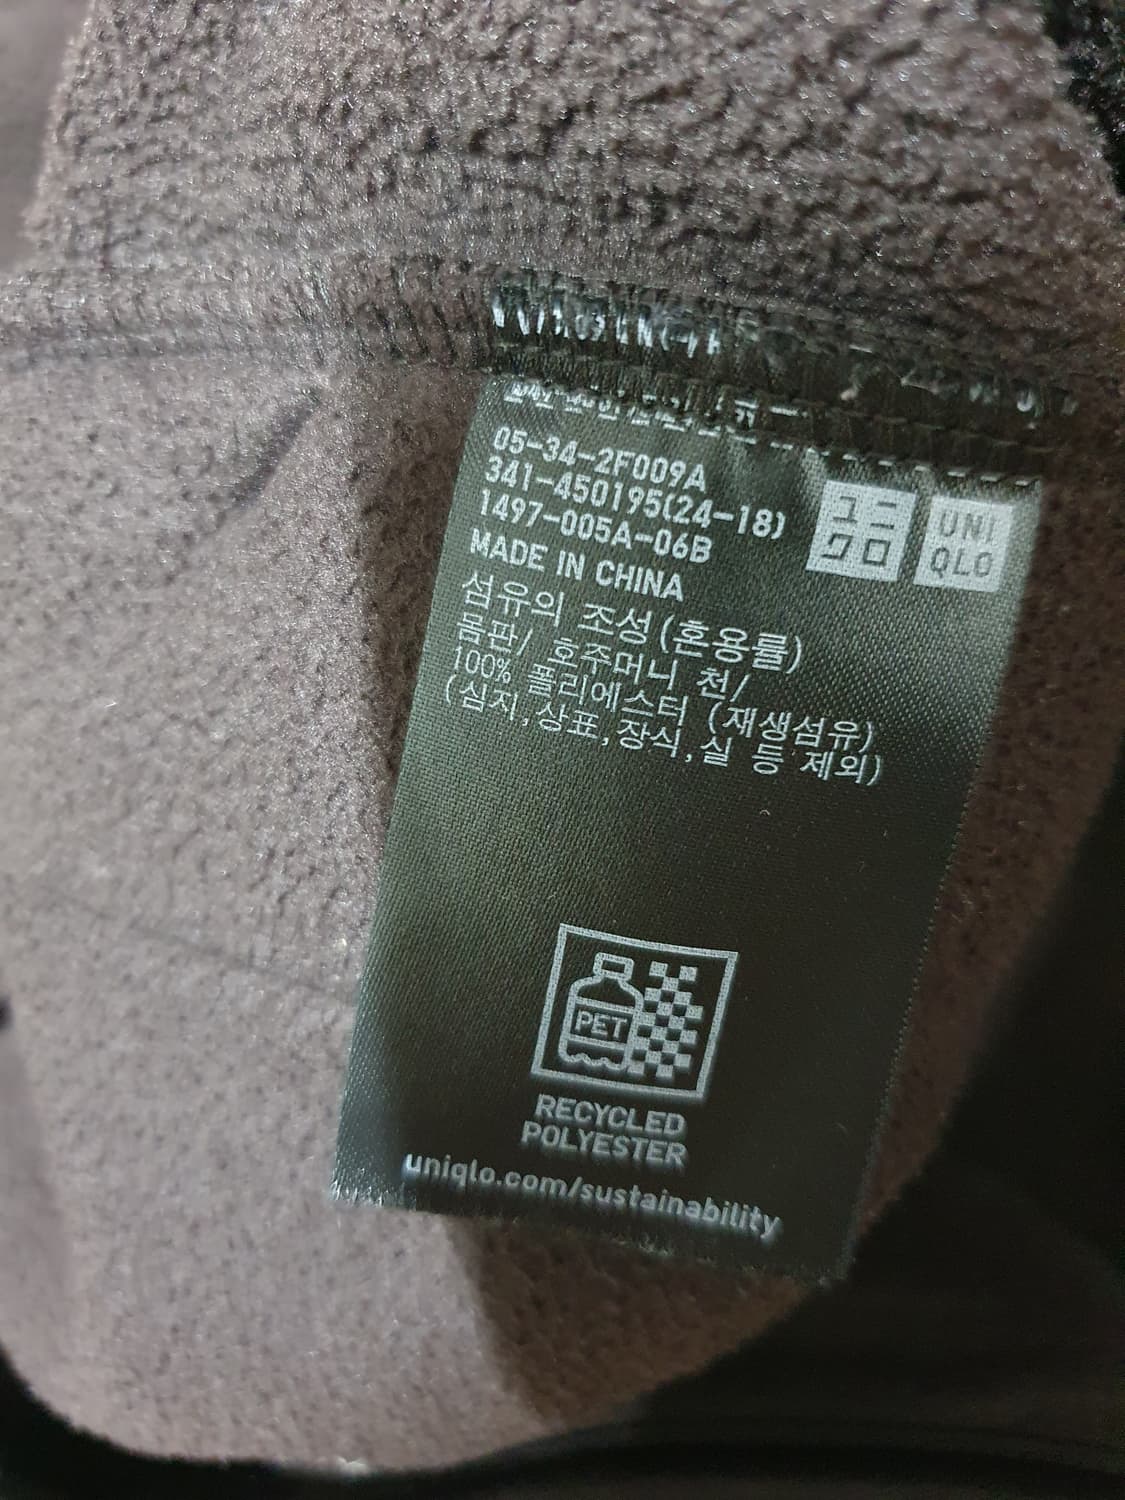 05-34-2F009A
341-450195(24-18)
1497-005A-06B
MADE IN CHINA
ユニ
クロ
UNI
QLO
섬유의 조성(혼용률)
몸판/ 호주머니 천/
100% 폴리에스터 (재생섬유)
(심지,상표,장식,실 등 제외)
PET
RECYCLED
POLYESTER
uniqlo.com/sustainability